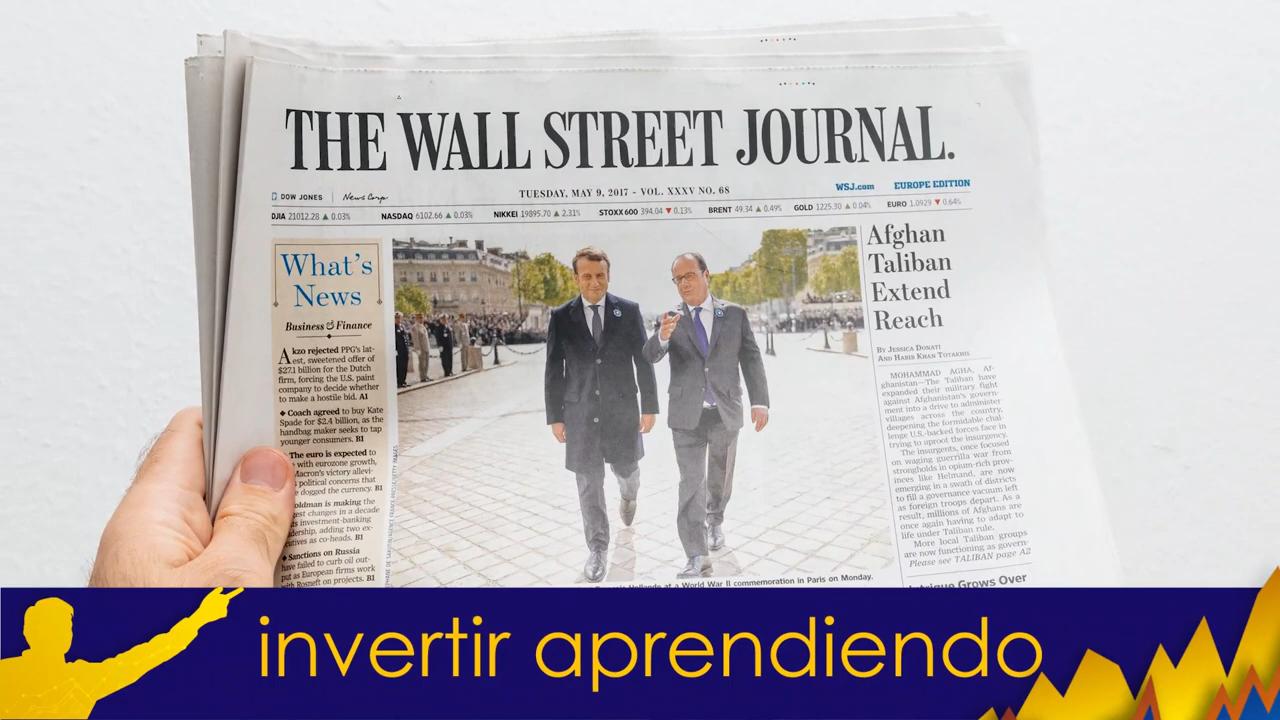 THE WALL STREET JOURNAL.
DOW JONES | News Corp
TUESDAY, MAY 9, 2017 - VOL. XXXV NO. 68
WSJ.com EUROPE EDITION
DJIA 21012.28 ▲ 0.03% NASDAQ 6102.66 ▲ 0.03% NIKKEI 19895.70 ▲ 2.31% STOXX 600 394.04 ▼ 0.13% BRENT 49.34 ▲ 0.49% GOLD 1225.30 ▲ 0.04% EURO 1.0929 ▼ 0.64%
What's
News
Business & Finance
Akzo rejected PPG's lat-
est, sweetened offer of
$27.1 billion for the Dutch
firm, forcing the U.S. paint
company to decide whether
to make a hostile bid. A1
◆ Coach agreed to buy Kate
Spade for $2.4 billion, as the
handbag maker seeks to tap
younger consumers. B1
The euro is expected to
with eurozone growth,
Macron's victory allevi-
political concerns that
dogged the currency. B1
oldman is making the
est changes in a decade
its investment-banking
dership, adding two ex-
cutives as co-heads. B1
◆ Sanctions on Russia
have failed to curb oil out-
put as European firms work
with Rosneft on projects. B1
Hollande at a World War II commemoration in Paris on Monday.
Afghan
Taliban
Extend
Reach
BY JESSICA DONATI
AND HABIB KHAN TOTAKHIL
MOHAMMAD AGHA, Af-
ghanistan—The Taliban have
expanded their military fight
against Afghanistan's govern-
ment into a drive to administer
villages across the country,
deepening the formidable chal-
lenge U.S.-backed forces face in
trying to uproot the insurgency.
The insurgents, once focused
on waging guerrilla war from
strongholds in opium-rich prov-
inces like Helmand, are now
emerging in a swath of districts
to fill a governance vacuum left
as foreign troops depart. As a
result, millions of Afghans are
once again having to adapt to
life under Taliban rule.
More local Taliban groups
are now functioning as govern-
Please see TALIBAN page A2
Intrigue Grows Over
invertir aprendiendo